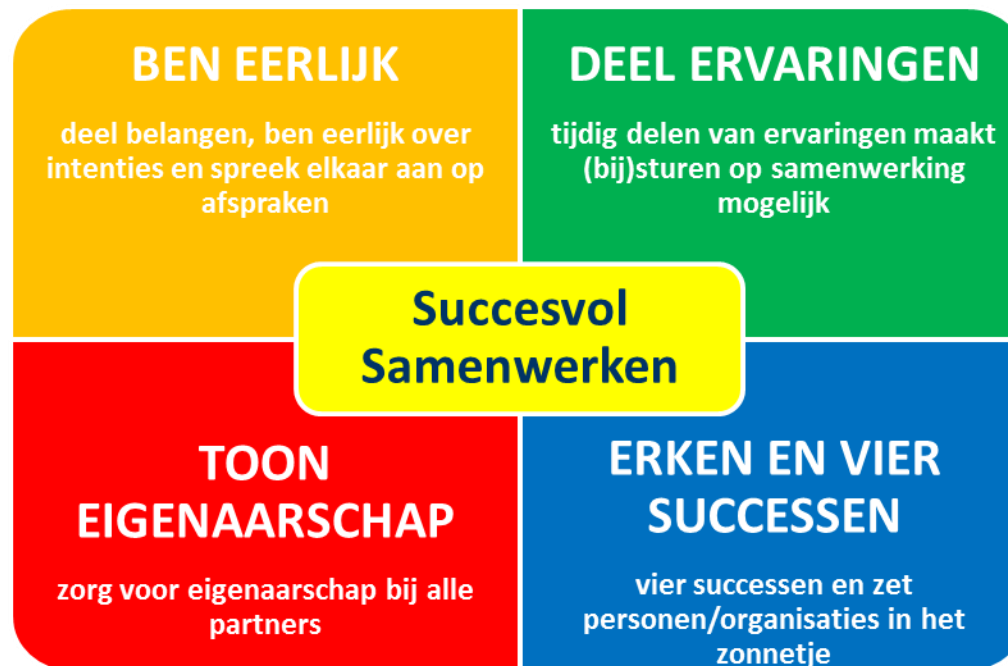 BEN EERLIJK
deel belangen, ben eerlijk over
intenties en spreek elkaar aan op
afspraken
DEEL ERVARINGEN
tijdig delen van ervaringen maakt
(bij)sturen op samenwerking
mogelijk
Succesvol
Samenwerken
TOON
EIGENAARSCHAP
zorg voor eigenaarschap bij alle
partners
ERKEN EN VIER
SUCCESSEN
vier successen en zet
personen/organisaties in het
zonnetje